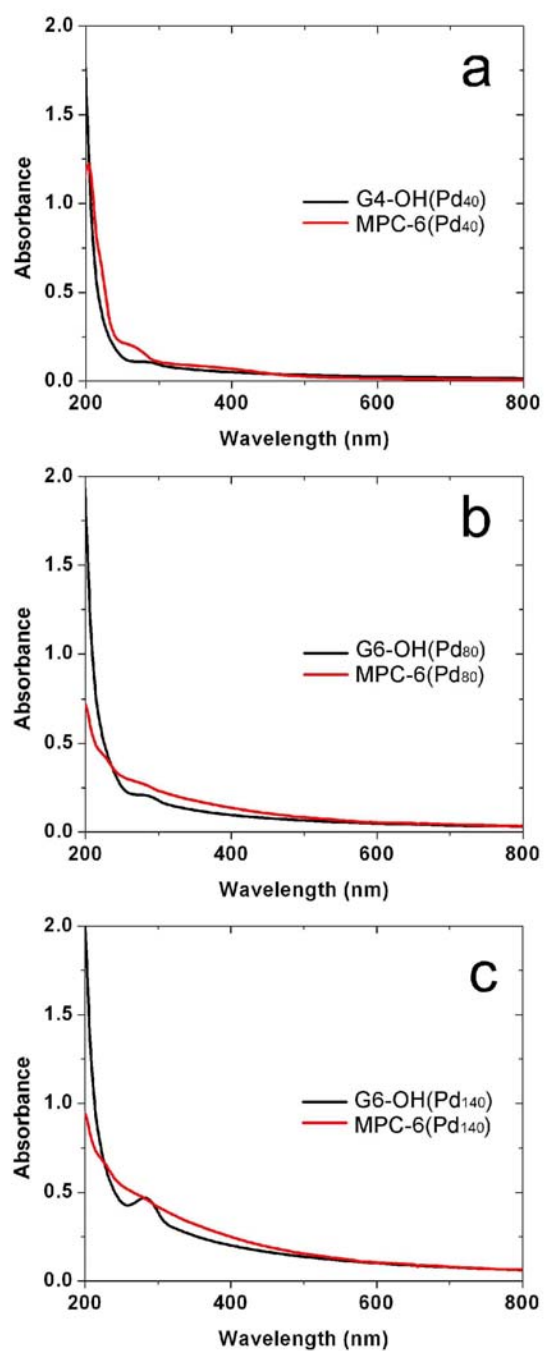 2.0
a
1.5
G4-OH(Pd40)
MPC-6(Pd40)
1.0
Absorbance
0.5
0.0
200 400 600 800
Wavelength (nm)
2.0
b
1.5
G6-OH(Pd80)
MPC-6(Pd80)
1.0
Absorbance
0.5
0.0
200 400 600 800
Wavelength (nm)
2.0
c
1.5
G6-OH(Pd140)
MPC-6(Pd140)
1.0
Absorbance
0.5
0.0
200 400 600 800
Wavelength (nm)